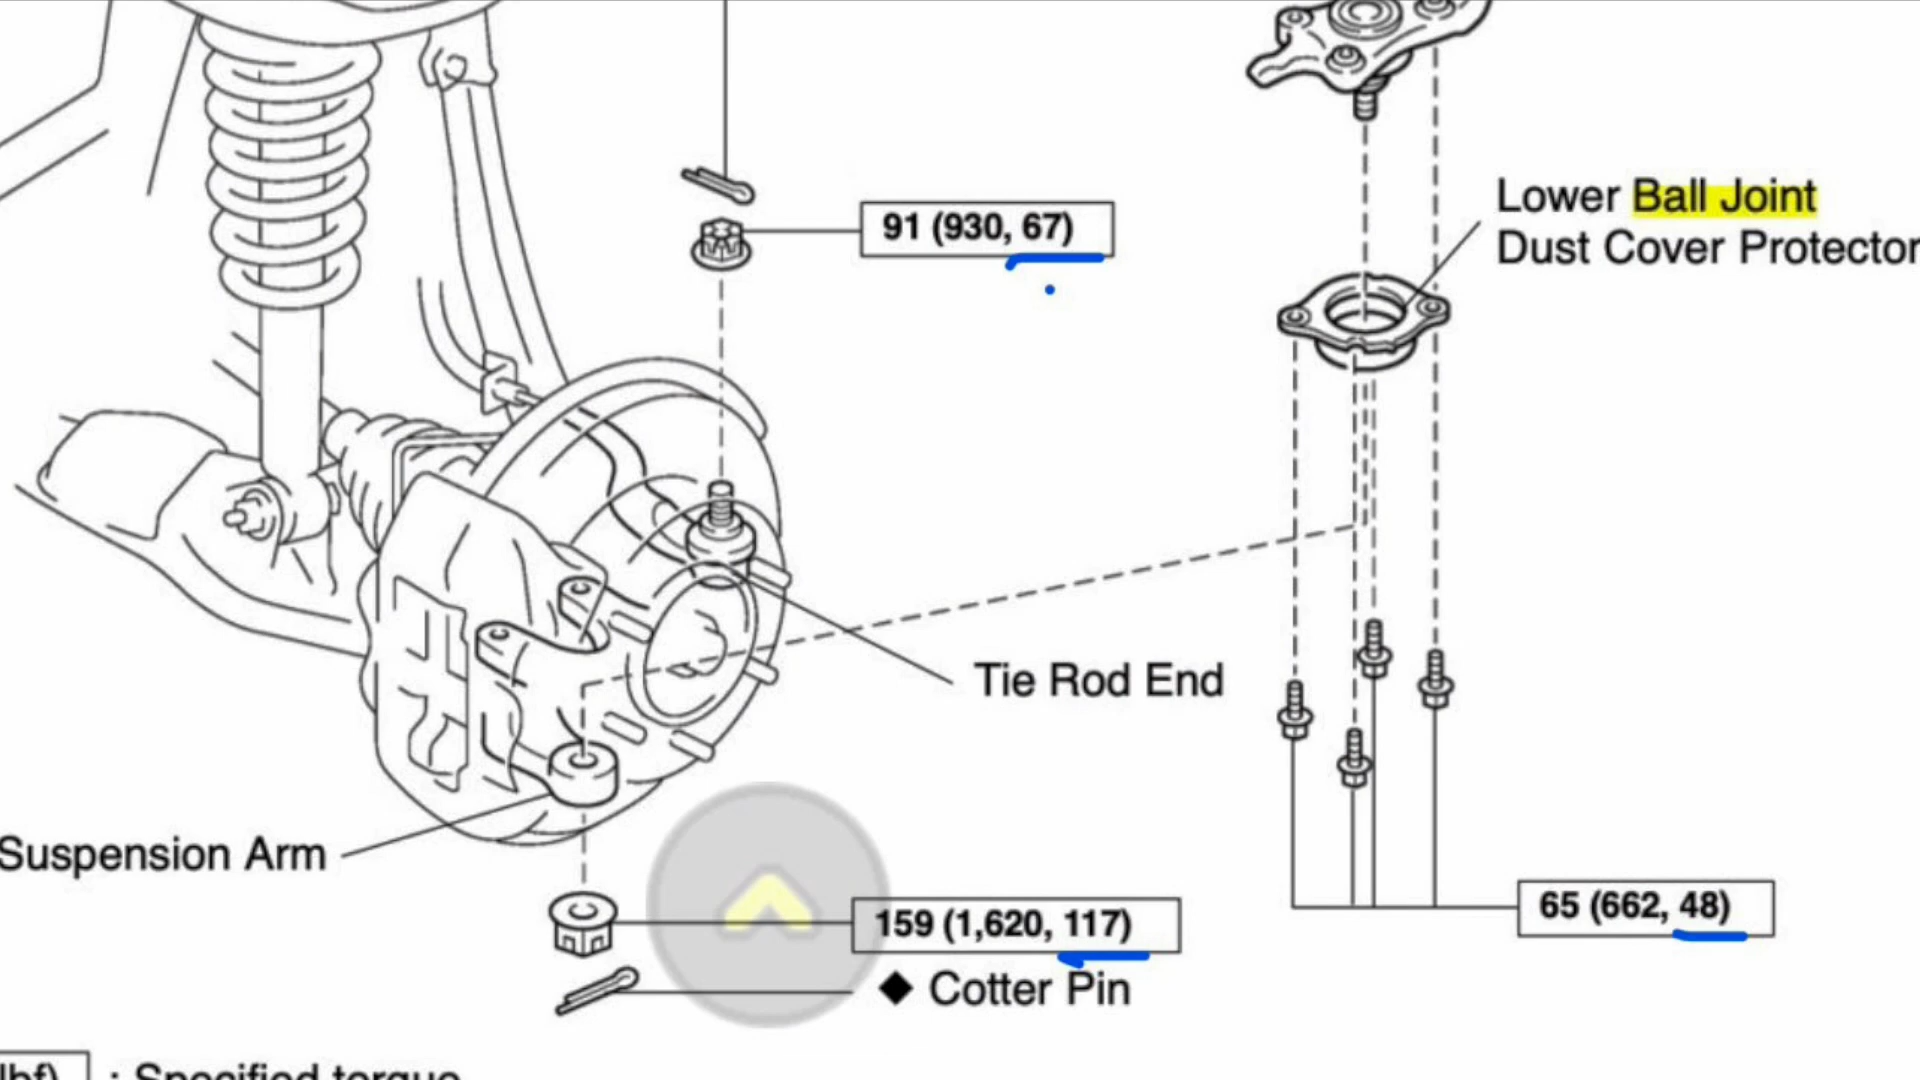 91 (930, 67)
Lower Ball Joint
Dust Cover Protector
Tie Rod End
Suspension Arm
159 (1,620, 117)
65 (662, 48)
◆ Cotter Pin
lbf) : Specified torque